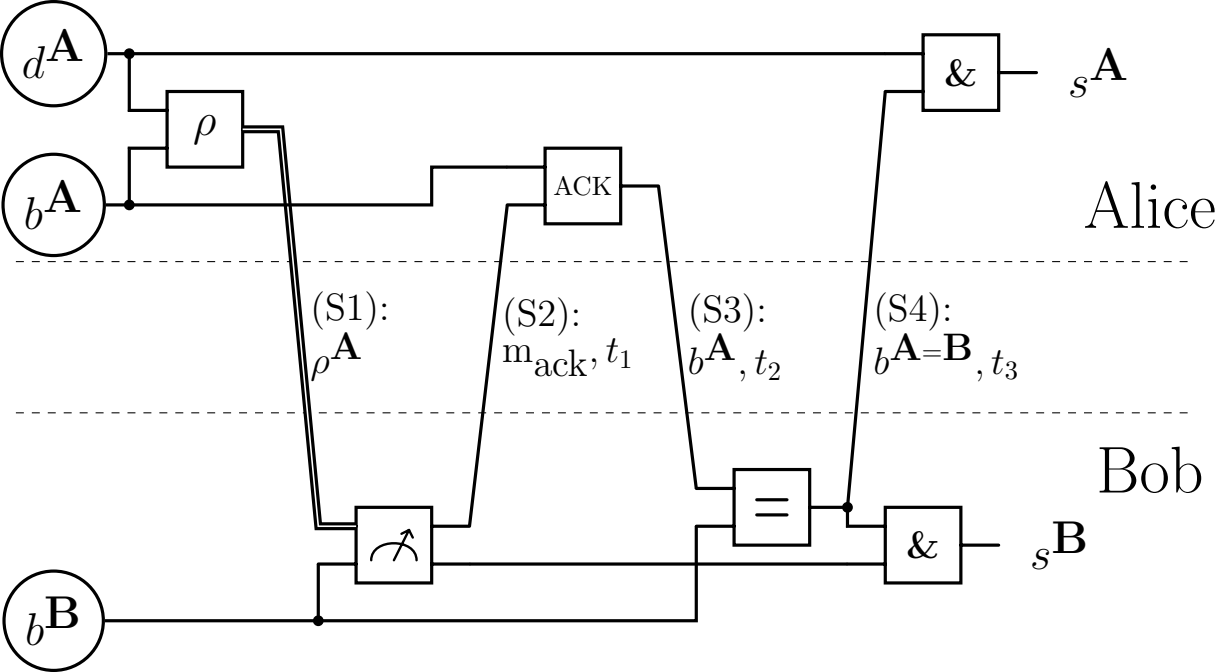 d^A
&
s^A
ρ
b^A
ACK
Alice
(S1):
ρ^A
(S2):
m_ack, t_1
(S3):
b^A, t_2
(S4):
b^A=B, t_3
Bob
=
&
s^B
b^B